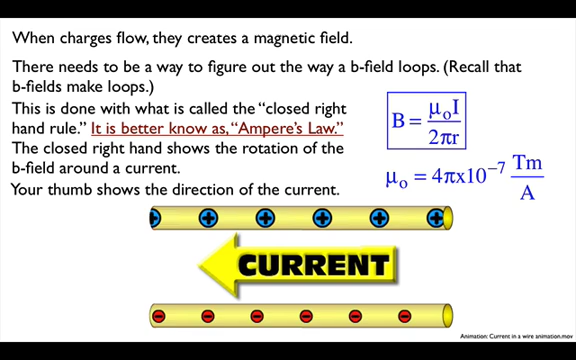 When charges flow, they creates a magnetic field.
There needs to be a way to figure out the way a b-field loops. (Recall that
b-fields make loops.)
This is done with what is called the “closed right
hand rule.” It is better know as, “Ampere’s Law.”
The closed right hand shows the rotation of the
b-field around a current.
Your thumb shows the direction of the current.
B = μoI / 2πr
μo = 4πx10⁻⁷ Tm / A
+ + + + + +
CURRENT
− − − − − −
Animation: Current in a wire animation.mov